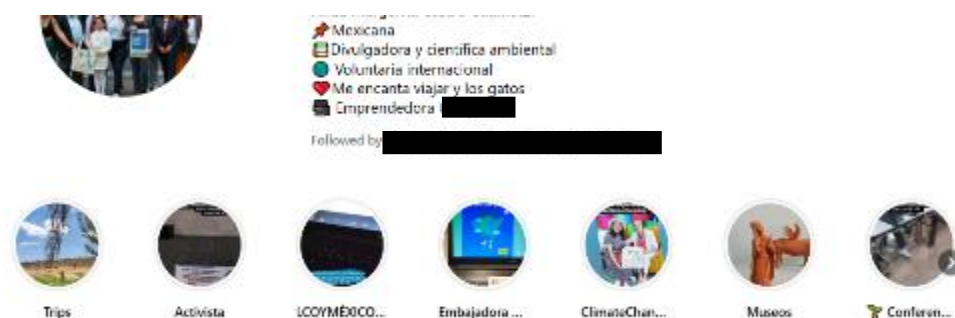 📌Mexicana
Divulgadora y científica ambiental
Voluntaria internacional
❤️Me encanta viajar y los gatos
Emprendedora
Followed by
Trips
Activista
LCOYMÉXICO...
Embajadora ...
ClimateChan...
Museos
Conferen...